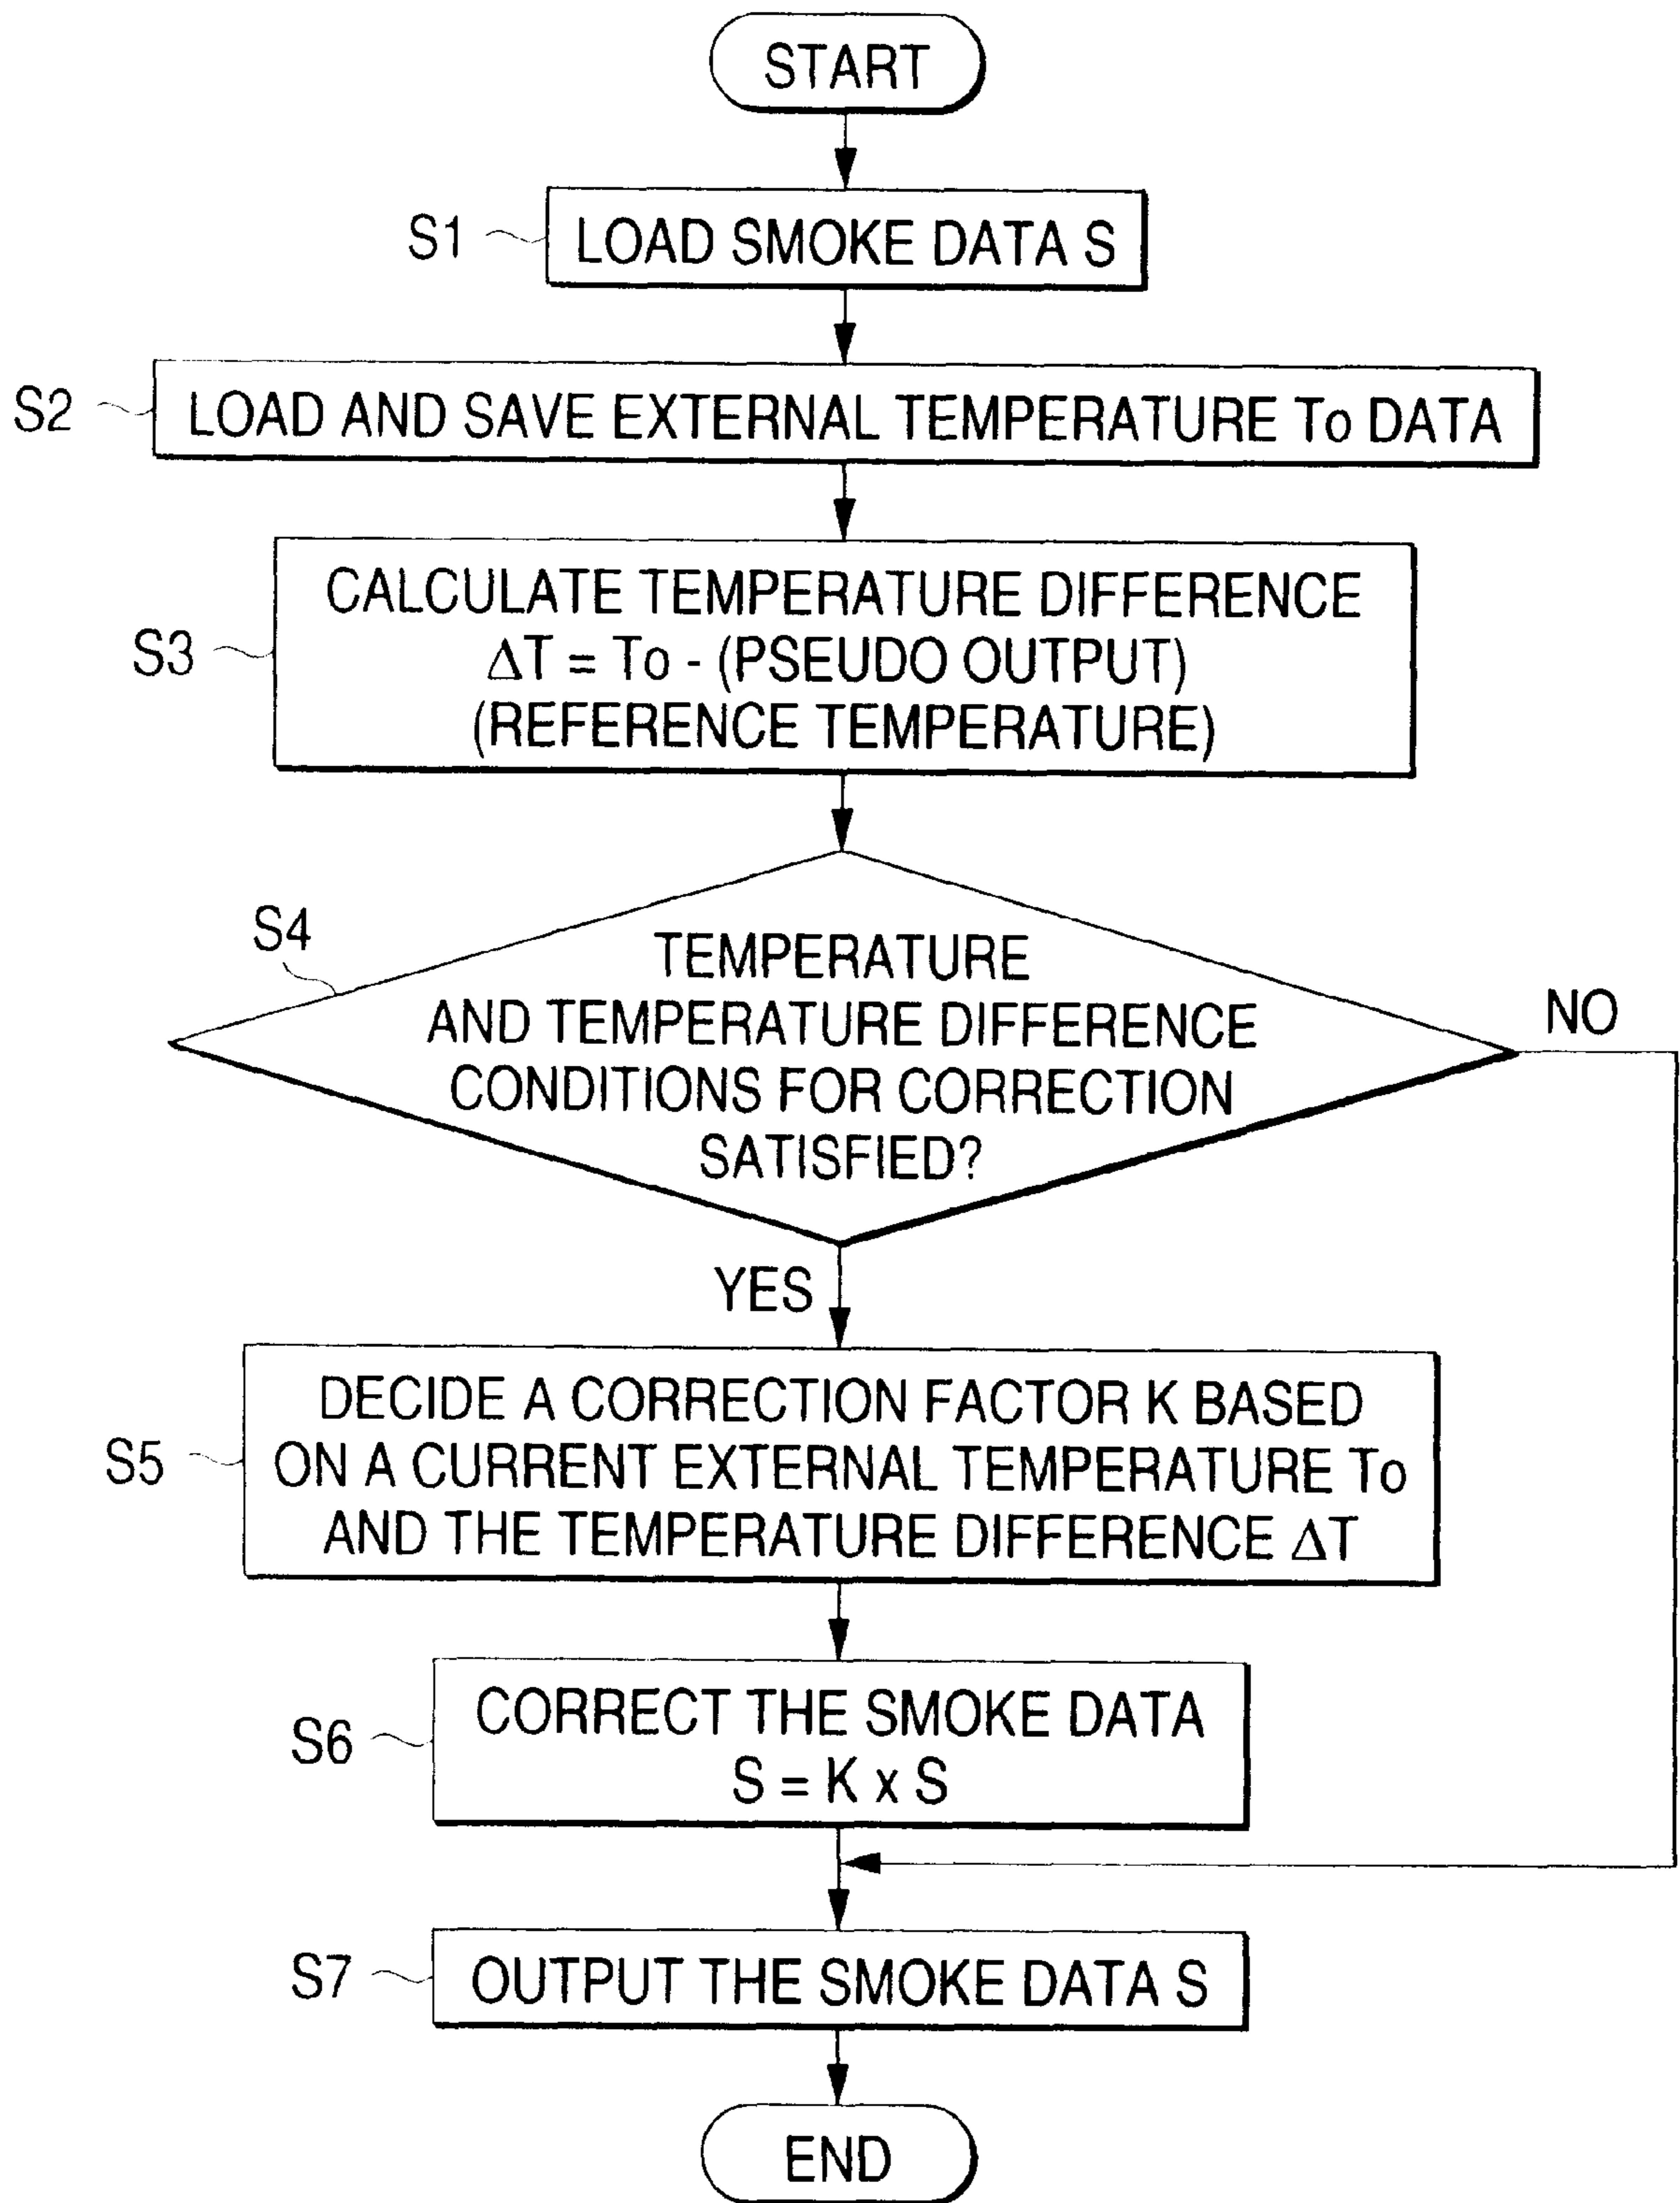 START
S1
LOAD SMOKE DATA S
S2
LOAD AND SAVE EXTERNAL TEMPERATURE To DATA
S3
CALCULATE TEMPERATURE DIFFERENCE
ΔT = To - (PSEUDO OUTPUT)
(REFERENCE TEMPERATURE)
S4
TEMPERATURE
AND TEMPERATURE DIFFERENCE
CONDITIONS FOR CORRECTION
SATISFIED?
NO
YES
S5
DECIDE A CORRECTION FACTOR K BASED
ON A CURRENT EXTERNAL TEMPERATURE To
AND THE TEMPERATURE DIFFERENCE ΔT
S6
CORRECT THE SMOKE DATA
S = K x S
S7
OUTPUT THE SMOKE DATA S
END